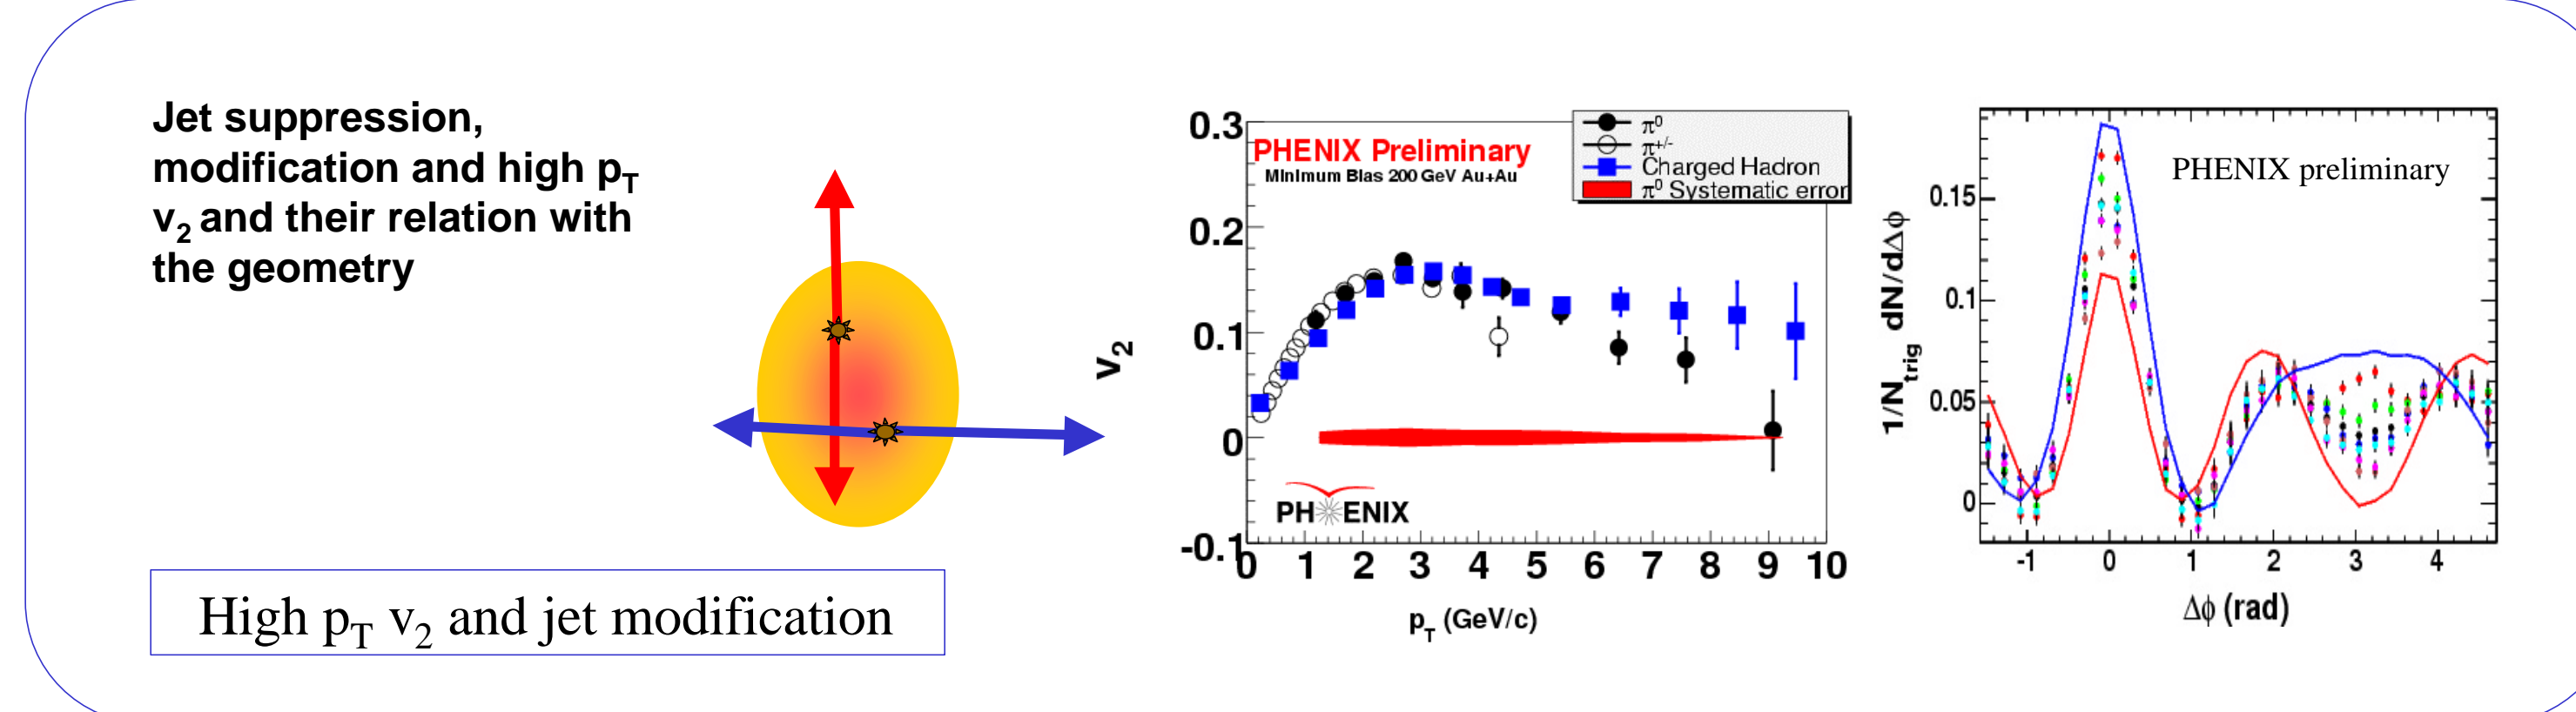 Jet suppression,
modification and high pT
v2 and their relation with
the geometry
High pT v2 and jet modification
PHENIX Preliminary
Minimum Bias 200 GeV Au+Au
π0
π+/-
Charged Hadron
π0 Systematic error
0.3
0.2
0.1
0
-0.1
v2
PHENIX
0 1 2 3 4 5 6 7 8 9 10
pT (GeV/c)
PHENIX preliminary
1/Ntrig dN/dΔϕ
0.15
0.1
0.05
0
-1 0 1 2 3 4
Δϕ (rad)